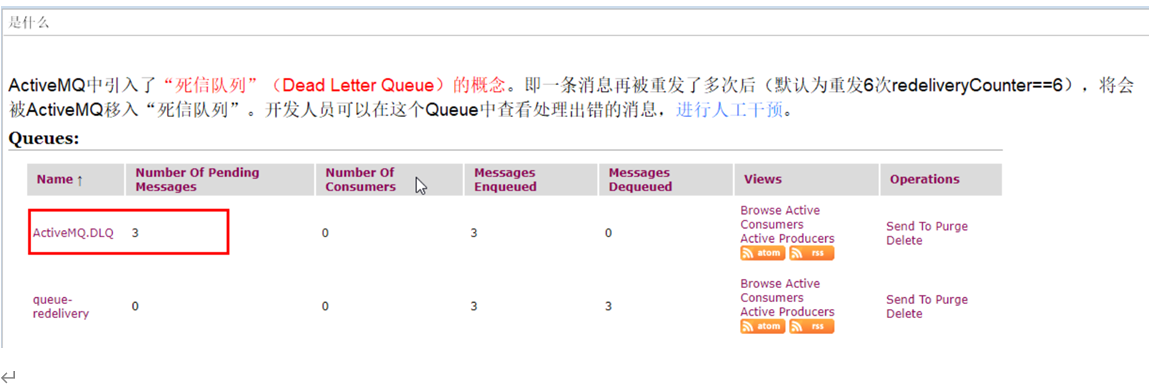 是什么
ActiveMQ中引入了“死信队列”（Dead Letter Queue）的概念。即一条消息再被重发了多次后（默认为重发6次redeliveryCounter==6），将会
被ActiveMQ移入“死信队列”。开发人员可以在这个Queue中查看处理出错的消息，进行人工干预。
Queues:
Name ↑ Number Of Pending Messages Number Of Consumers Messages Enqueued Messages Dequeued Views Operations
ActiveMQ.DLQ 3 0 3 0 Browse Active Consumers Active Producers atom rss Send To Purge Delete
queue-redelivery 0 0 3 3 Browse Active Consumers Active Producers atom rss Send To Purge Delete